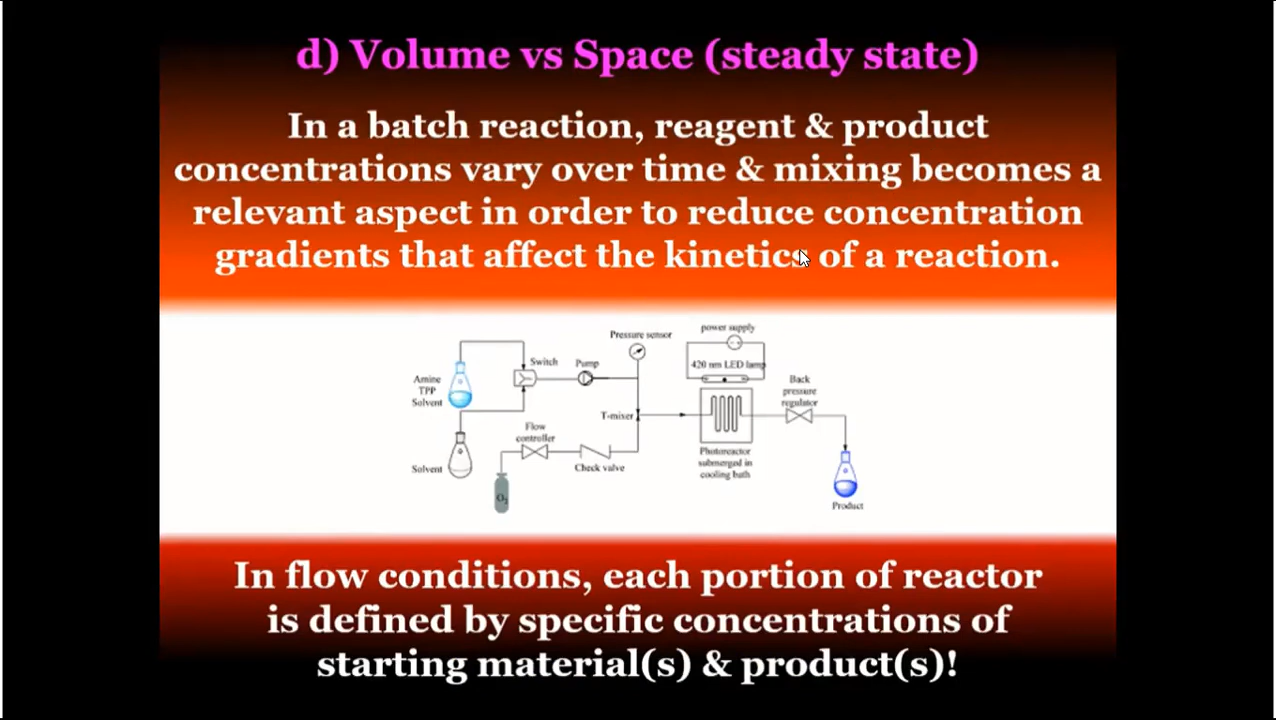 d) Volume vs Space (steady state)
In a batch reaction, reagent & product
concentrations vary over time & mixing becomes a
relevant aspect in order to reduce concentration
gradients that affect the kinetics of a reaction.
Pressure sensor
power supply
Switch
Pump
420 nm LED lamp
Amine
TPP
Solvent
Back
pressure
regulator
T-mixer
Flow
controller
Solvent
Check valve
Photoreactor
submerged in
cooling bath
O₂
Product
In flow conditions, each portion of reactor
is defined by specific concentrations of
starting material(s) & product(s)!